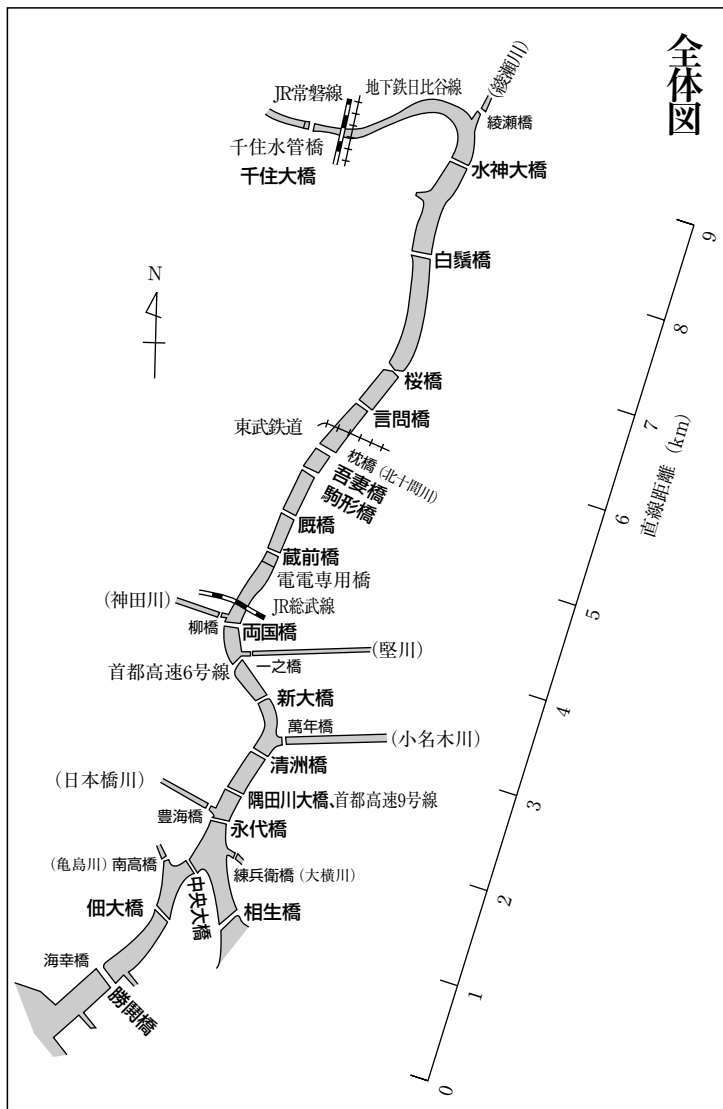 全体図
(綾瀬川)
地下鉄日比谷線
JR常磐線
綾瀬橋
千住水管橋
千住大橋
水神大橋
白鬚橋
N
桜橋
言問橋
東武鉄道
枕橋(北十間川)
吾妻橋
駒形橋
厩橋
蔵前橋
電電専用橋
(神田川)
JR総武線
柳橋
両国橋
(竪川)
一之橋
首都高速6号線
新大橋
萬年橋
(小名木川)
清洲橋
(日本橋川)
隅田川大橋、首都高速9号線
豊海橋
永代橋
(亀島川)南高橋
練兵衛橋(大横川)
中央大橋
佃大橋
相生橋
海幸橋
勝鬨橋
9
8
7
直線距離(km)
6
5
4
3
2
1
0